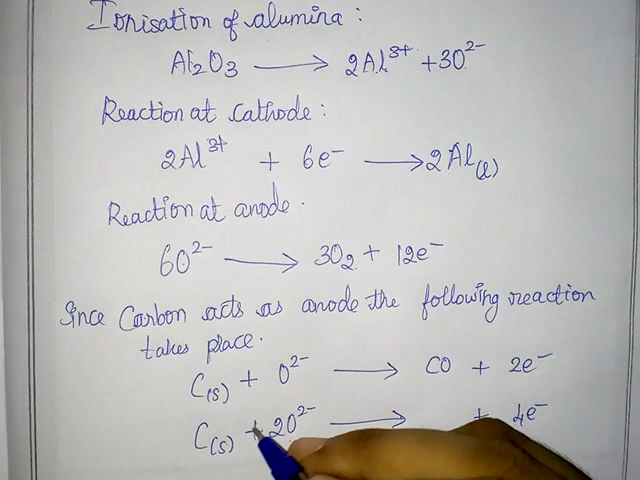 Ionisation of alumina :
Al₂O₃ → 2Al³⁺ + 3O²⁻
Reaction at Cathode :
2Al³⁺ + 6e⁻ → 2Al(l)
Reaction at anode.
6O²⁻ → 3O₂ + 12e⁻
Since Carbon acts as anode the following reaction
takes place.
C(s) + O²⁻ → CO + 2e⁻
C(s) + 2O²⁻ → + 4e⁻